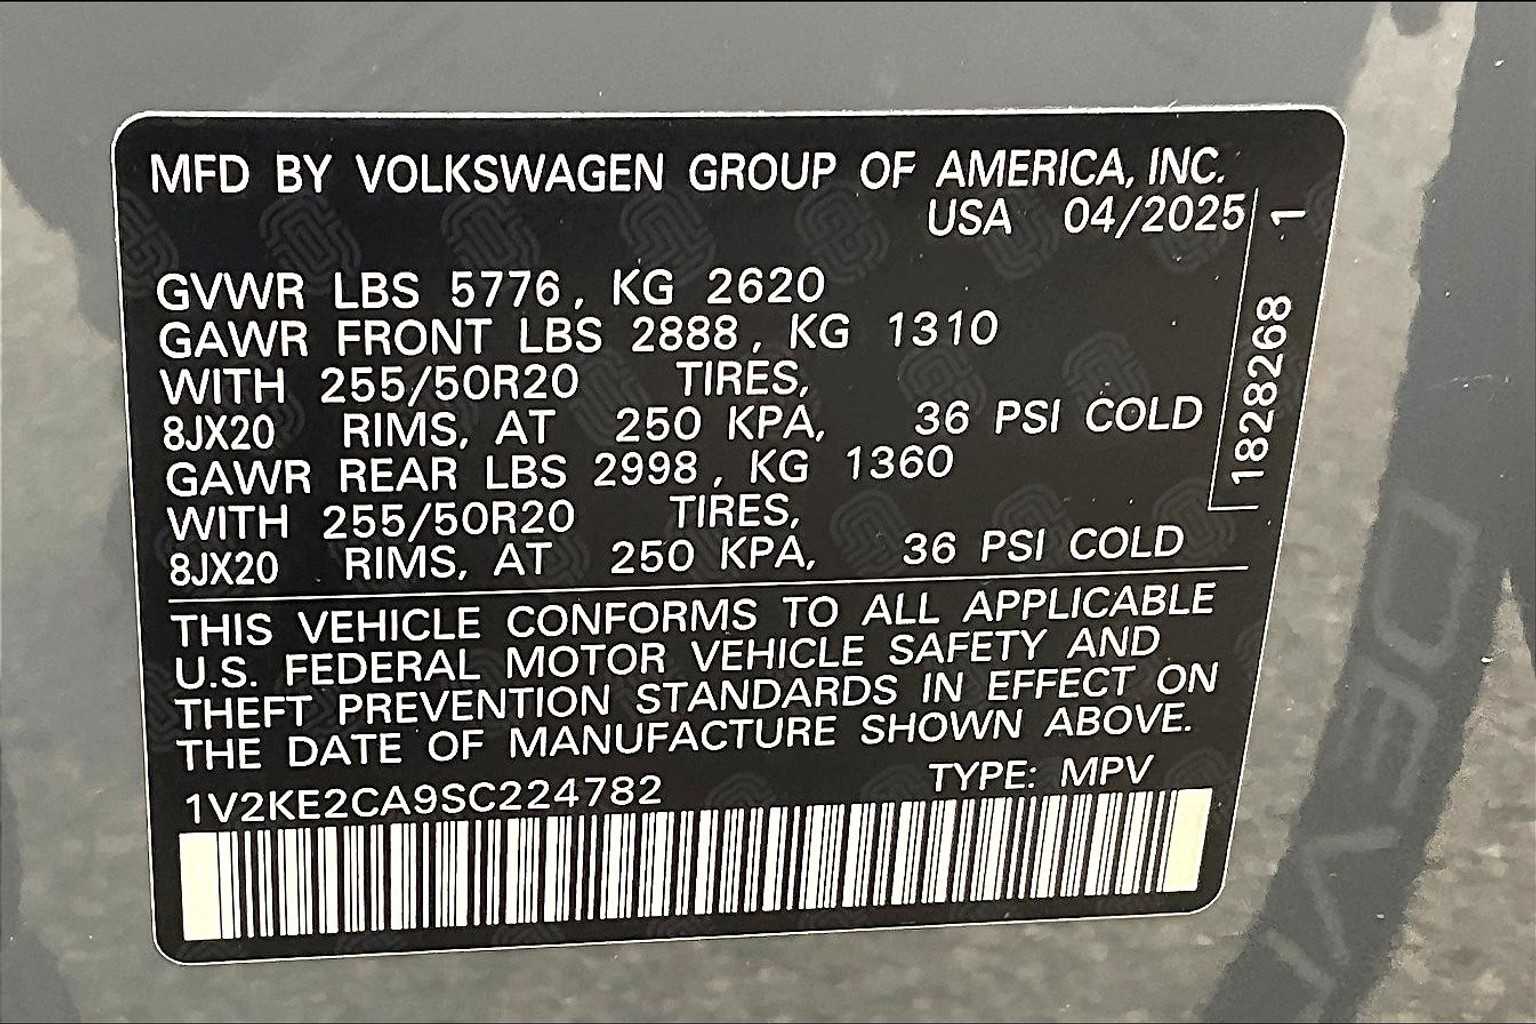 MFD BY VOLKSWAGEN GROUP OF AMERICA, INC.
USA 04/2025
GVWR LBS 5776, KG 2620
GAWR FRONT LBS 2888, KG 1310
WITH 255/50R20 TIRES,
8JX20 RIMS, AT 250 KPA, 36 PSI COLD
GAWR REAR LBS 2998, KG 1360
WITH 255/50R20 TIRES,
8JX20 RIMS, AT 250 KPA, 36 PSI COLD
THIS VEHICLE CONFORMS TO ALL APPLICABLE
U.S. FEDERAL MOTOR VEHICLE SAFETY AND
THEFT PREVENTION STANDARDS IN EFFECT ON
THE DATE OF MANUFACTURE SHOWN ABOVE.
1V2KE2CA9SC224782 TYPE: MPV
1828268 1